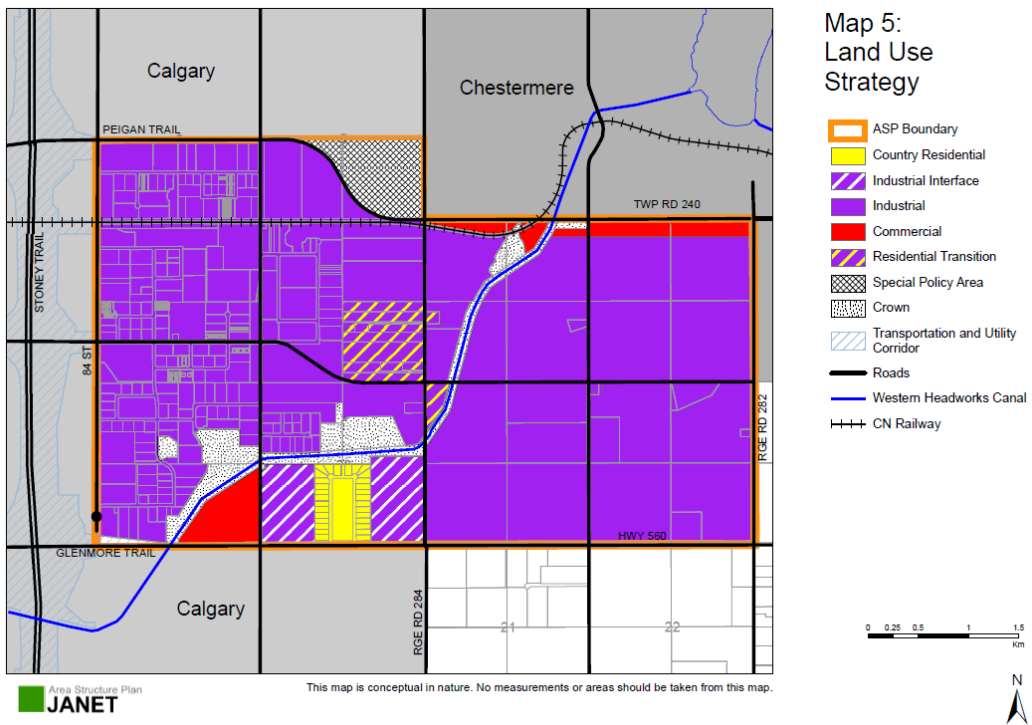 Map 5:
Land Use
Strategy
Calgary
Chestermere
PEIGAN TRAIL
TWP RD 240
STONEY TRAIL
84 ST
RGE RD 282
HWY 560
GLENMORE TRAIL
Calgary
RGE RD 284
21
22
ASP Boundary
Country Residential
Industrial Interface
Industrial
Commercial
Residential Transition
Special Policy Area
Crown
Transportation and Utility
Corridor
Roads
Western Headworks Canal
CN Railway
0 0.25 0.5 1 1.5
Km
N
Area Structure Plan
JANET
This map is conceptual in nature. No measurements or areas should be taken from this map.